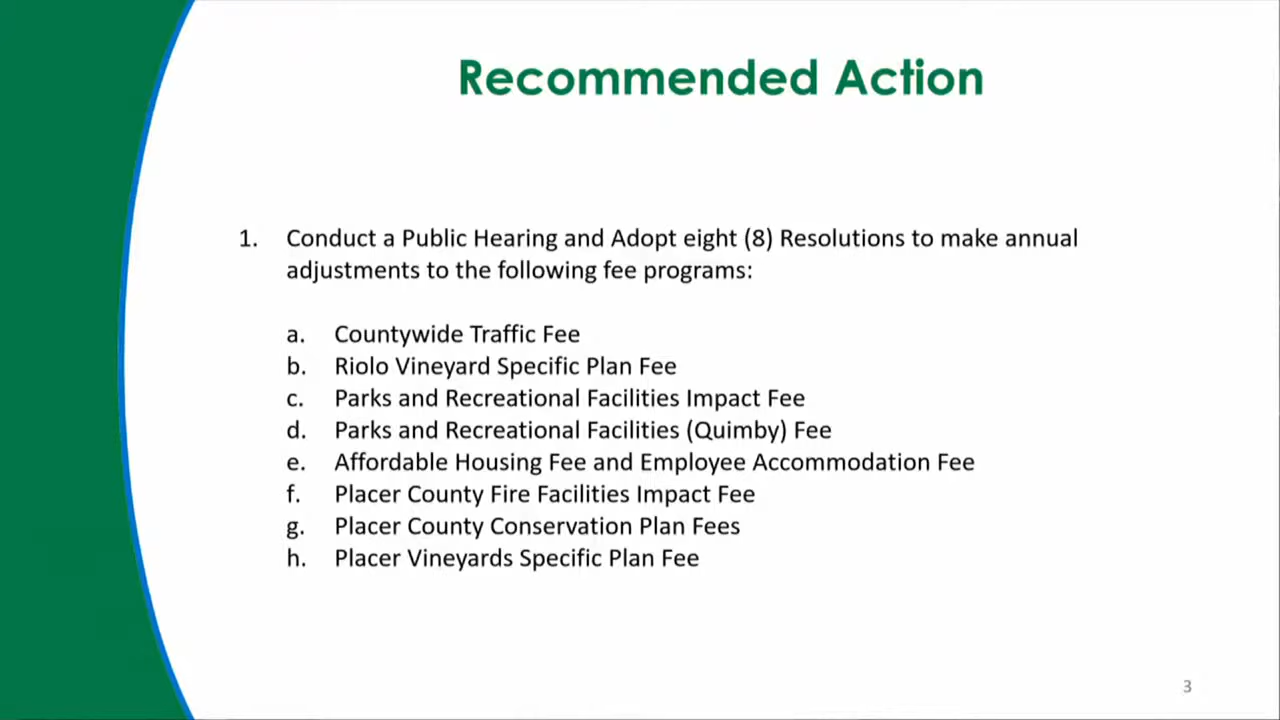 Recommended Action
1. Conduct a Public Hearing and Adopt eight (8) Resolutions to make annual
adjustments to the following fee programs:
a. Countywide Traffic Fee
b. Riolo Vineyard Specific Plan Fee
c. Parks and Recreational Facilities Impact Fee
d. Parks and Recreational Facilities (Quimby) Fee
e. Affordable Housing Fee and Employee Accommodation Fee
f. Placer County Fire Facilities Impact Fee
g. Placer County Conservation Plan Fees
h. Placer Vineyards Specific Plan Fee
3